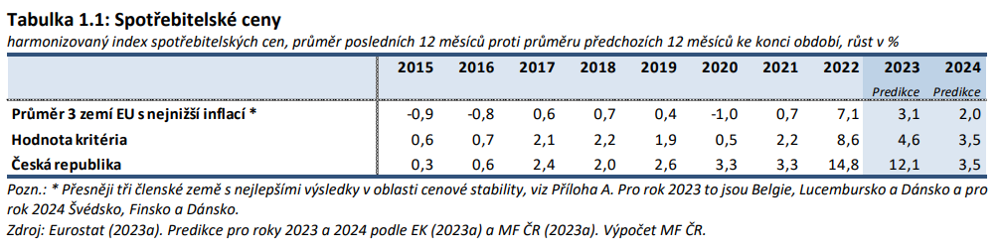 Tabulka 1.1: Spotřebitelské ceny
harmonizovaný index spotřebitelských cen, průměr posledních 12 měsíců proti průměru předchozích 12 měsíců ke konci období, růst v %
2015 2016 2017 2018 2019 2020 2021 2022 2023 2024
Predikce Predikce
Průměr 3 zemí EU s nejnižší inflací * -0,9 -0,8 0,6 0,7 0,4 -1,0 0,7 7,1 3,1 2,0
Hodnota kritéria 0,6 0,7 2,1 2,2 1,9 0,5 2,2 8,6 4,6 3,5
Česká republika 0,3 0,6 2,4 2,0 2,6 3,3 3,3 14,8 12,1 3,5
Pozn.: * Přesněji tři členské země s nejlepšími výsledky v oblasti cenové stability, viz Příloha A. Pro rok 2023 to jsou Belgie, Lucembursko a Dánsko a pro
rok 2024 Švédsko, Finsko a Dánsko.
Zdroj: Eurostat (2023a). Predikce pro roky 2023 a 2024 podle EK (2023a) a MF ČR (2023a). Výpočet MF ČR.